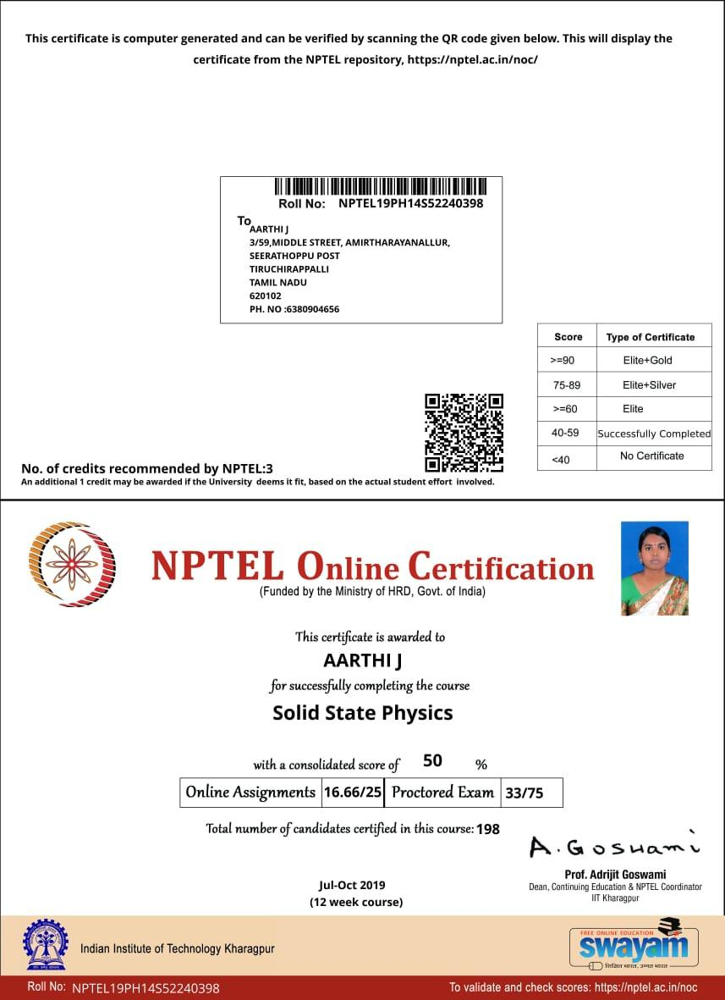 This certificate is computer generated and can be verified by scanning the QR code given below. This will display the
certificate from the NPTEL repository, https://nptel.ac.in/noc/
Roll No: NPTEL19PH14S52240398
To
AARTHI J
3/59,MIDDLE STREET, AMIRTHARAYANALLUR,
SEERATHOPPU POST
TIRUCHIRAPPALLI
TAMIL NADU
620102
PH. NO :6380904656
Score Type of Certificate
>=90 Elite+Gold
75-89 Elite+Silver
>=60 Elite
40-59 Successfully Completed
<40 No Certificate
No. of credits recommended by NPTEL:3
An additional 1 credit may be awarded if the University deems it fit, based on the actual student effort involved.
NPTEL Online Certification
(Funded by the Ministry of HRD, Govt. of India)
This certificate is awarded to
AARTHI J
for successfully completing the course
Solid State Physics
with a consolidated score of 50 %
Online Assignments 16.66/25 Proctored Exam 33/75
Total number of candidates certified in this course: 198
A. Goswami
Prof. Adrijit Goswami
Dean, Continuing Education & NPTEL Coordinator
IIT Kharagpur
Jul-Oct 2019
(12 week course)
Indian Institute of Technology Kharagpur
FREE ONLINE EDUCATION
swayam
शिक्षित भारत, उन्नत भारत
Roll No: NPTEL19PH14S52240398
To validate and check scores: https://nptel.ac.in/noc